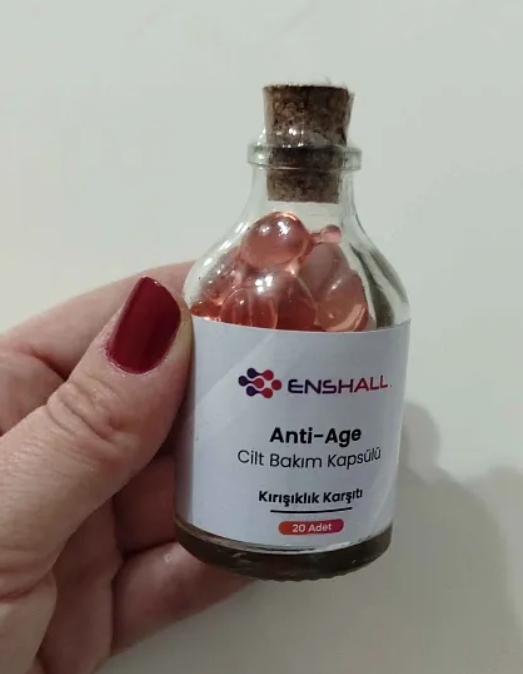 ENSHALL
Anti-Age
Cilt Bakım Kapsülü
Kırışıklık Karşıtı
20 Adet